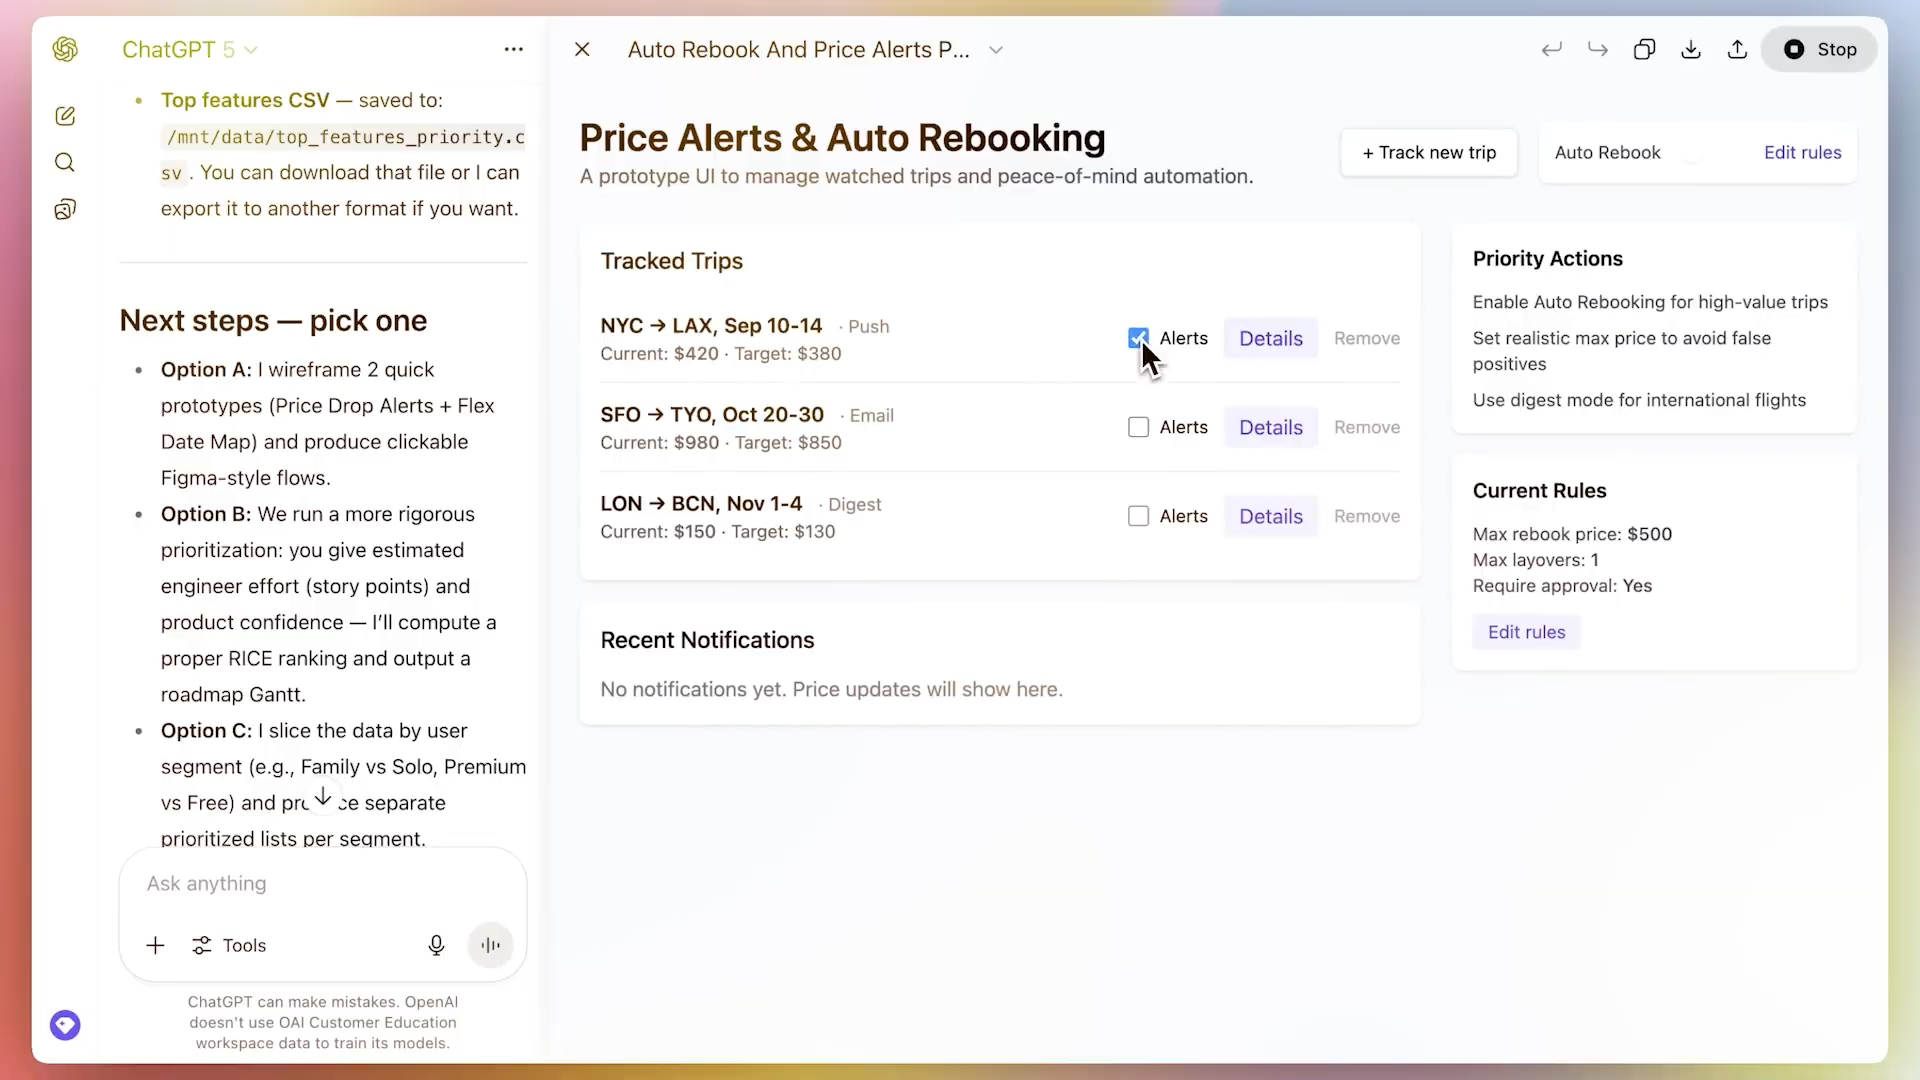 ChatGPT 5
Top features CSV — saved to:
/mnt/data/top_features_priority.c
sv . You can download that file or I can
export it to another format if you want.
Next steps — pick one
Option A: I wireframe 2 quick
prototypes (Price Drop Alerts + Flex
Date Map) and produce clickable
Figma-style flows.
Option B: We run a more rigorous
prioritization: you give estimated
engineer effort (story points) and
product confidence — I'll compute a
proper RICE ranking and output a
roadmap Gantt.
Option C: I slice the data by user
segment (e.g., Family vs Solo, Premium
vs Free) and separate
prioritized lists per segment.
Ask anything
Tools
ChatGPT can make mistakes. OpenAI
doesn't use OAI Customer Education
workspace data to train its models.
Auto Rebook And Price Alerts P...
Stop
Price Alerts & Auto Rebooking
A prototype UI to manage watched trips and peace-of-mind automation.
+ Track new trip
Auto Rebook
Edit rules
Tracked Trips
NYC → LAX, Sep 10-14 · Push
Current: $420 · Target: $380
Alerts Details Remove
SFO → TYO, Oct 20-30 · Email
Current: $980 · Target: $850
Alerts Details Remove
LON → BCN, Nov 1-4 · Digest
Current: $150 · Target: $130
Alerts Details Remove
Recent Notifications
No notifications yet. Price updates will show here.
Priority Actions
Enable Auto Rebooking for high-value trips
Set realistic max price to avoid false
positives
Use digest mode for international flights
Current Rules
Max rebook price: $500
Max layovers: 1
Require approval: Yes
Edit rules